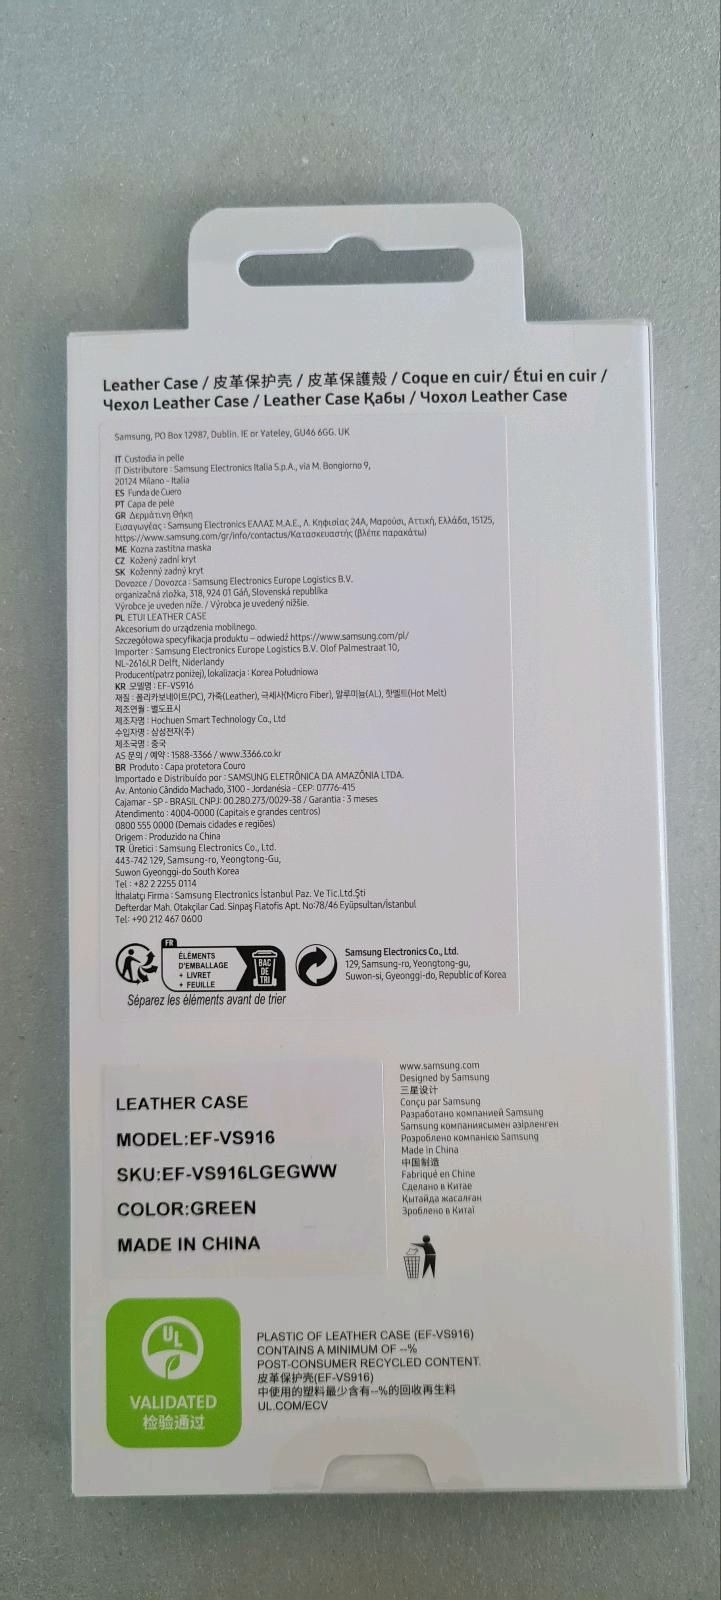 Leather Case / 皮革保护壳 / 皮革保護殼 / Coque en cuir/ Étui en cuir /
Чехол Leather Case / Leather Case Қабы / Чохол Leather Case
Samsung, PO Box 12987, Dublin. IE or Yateley, GU46 6GG. UK
IT Custodia in pelle
IT Distributore : Samsung Electronics Italia S.p.A., via M. Bongiorno 9,
20124 Milano - Italia
ES Funda de Cuero
PT Capa de pele
GR Δερμάτινη Θήκη
Εισαγωγέας : Samsung Electronics ΕΛΛΑΣ Μ.Α.Ε., Λ. Κηφισίας 24Α, Μαρούσι, Αττική, Ελλάδα, 15125,
https://www.samsung.com/gr/info/contactus/Κατασκευαστής (βλέπε παρακάτω)
ME Kozna zastitna maska
CZ Kožený zadní kryt
SK Koženný zadný kryt
Dovozce / Dovozca : Samsung Electronics Europe Logistics B.V.
organizačná zložka, 318, 924 01 Gáň, Slovenská republika
Výrobce je uveden níže. / Výrobca je uvedený nižšie.
PL ETUI LEATHER CASE
Akcesorium do urządzenia mobilnego.
Szczegółowa specyfikacja produktu – odwiedź https://www.samsung.com/pl/
Importer : Samsung Electronics Europe Logistics B.V. Olof Palmestraat 10,
NL-2616LR Delft, Niderlandy
Producent(patrz poniżej), lokalizacja : Korea Południowa
KR 모델명 : EF-VS916
재질 : 폴리카보네이트(PC), 가죽(Leather), 극세사(Micro Fiber), 알루미늄(AL), 핫멜트(Hot Melt)
제조연월 : 별도표시
제조자명 : Hochuen Smart Technology Co., Ltd
수입자명 : 삼성전자(주)
제조국명 : 중국
AS 문의 / 예약 : 1588-3366 / www.3366.co.kr
BR Produto : Capa protetora Couro
Importado e Distribuído por : SAMSUNG ELETRÔNICA DA AMAZÔNIA LTDA.
Av. Antonio Cândido Machado, 3100 - Jordanésia - CEP: 07776-415
Cajamar - SP - BRASIL CNPJ: 00.280.273/0029-38 / Garantia : 3 meses
Atendimento : 4004-0000 (Capitais e grandes centros)
0800 555 0000 (Demais cidades e regiões)
Origem : Produzido na China
TR Üretici : Samsung Electronics Co., Ltd.
443-742 129, Samsung-ro, Yeongtong-Gu,
Suwon Gyeonggi-do South Korea
Tel : +82 2 2255 0114
İthalatçı Firma : Samsung Electronics İstanbul Paz. Ve Tic.Ltd.Şti
Defterdar Mah. Otakçilar Cad. Sinpaş Flatofis Apt. No:78/46 Eyüpsultan/İstanbul
Tel: +90 212 467 0600
FR
ÉLÉMENTS
D'EMBALLAGE
+ LIVRET
+ FEUILLE
BAC
DE
TRI
Séparez les éléments avant de trier
Samsung Electronics Co., Ltd.
129, Samsung-ro, Yeongtong-gu,
Suwon-si, Gyeonggi-do, Republic of Korea
LEATHER CASE
MODEL:EF-VS916
SKU:EF-VS916LGEGWW
COLOR:GREEN
MADE IN CHINA
www.samsung.com
Designed by Samsung
三星设计
Conçu par Samsung
Разработано компанией Samsung
Samsung компаниясымен әзірленген
Розроблено компанією Samsung
Made in China
中国制造
Fabriqué en Chine
Сделано в Китае
Қытайда жасалған
Зроблено в Китаї
UL
VALIDATED
检验通过
PLASTIC OF LEATHER CASE (EF-VS916)
CONTAINS A MINIMUM OF --%
POST-CONSUMER RECYCLED CONTENT.
皮革保护壳(EF-VS916)
中使用的塑料最少含有--%的回收再生料
UL.COM/ECV